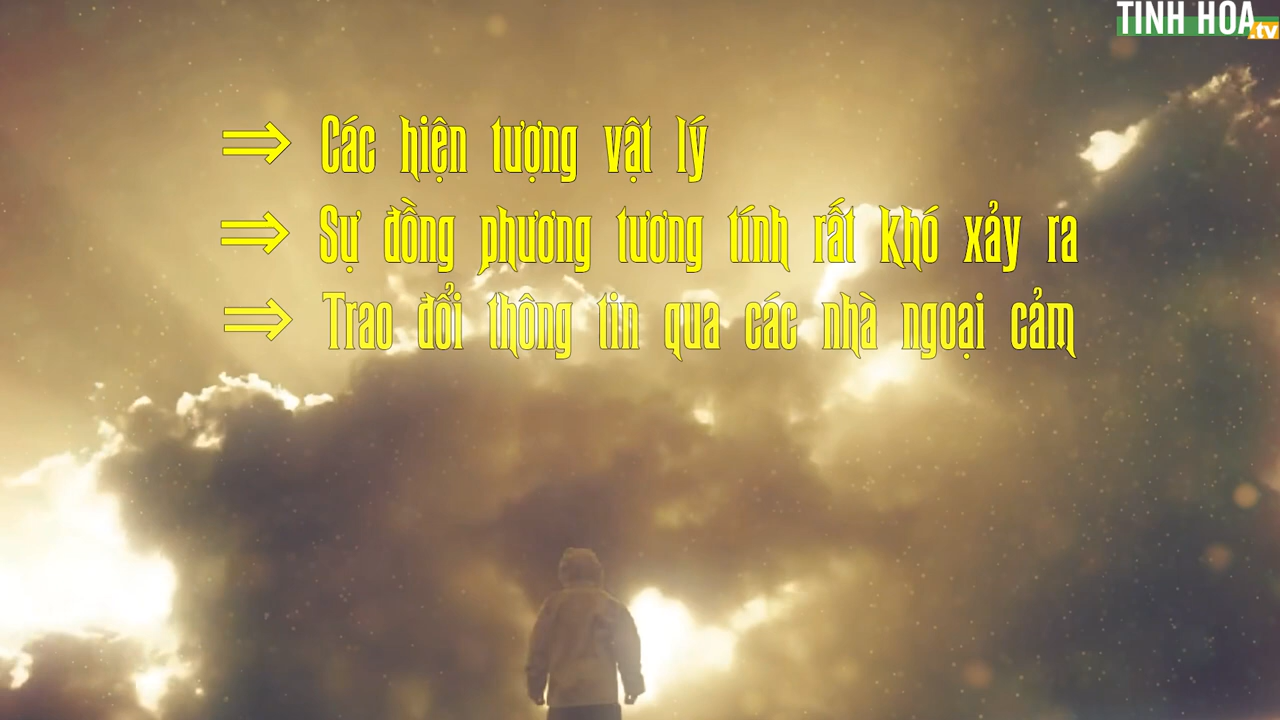 TINH HOA
.tv
⇒ Các hiện tượng vật lý
⇒ Sự đồng phương tương tính rất khó xảy ra
⇒ Trao đổi thông tin qua các nhà ngoại cảm